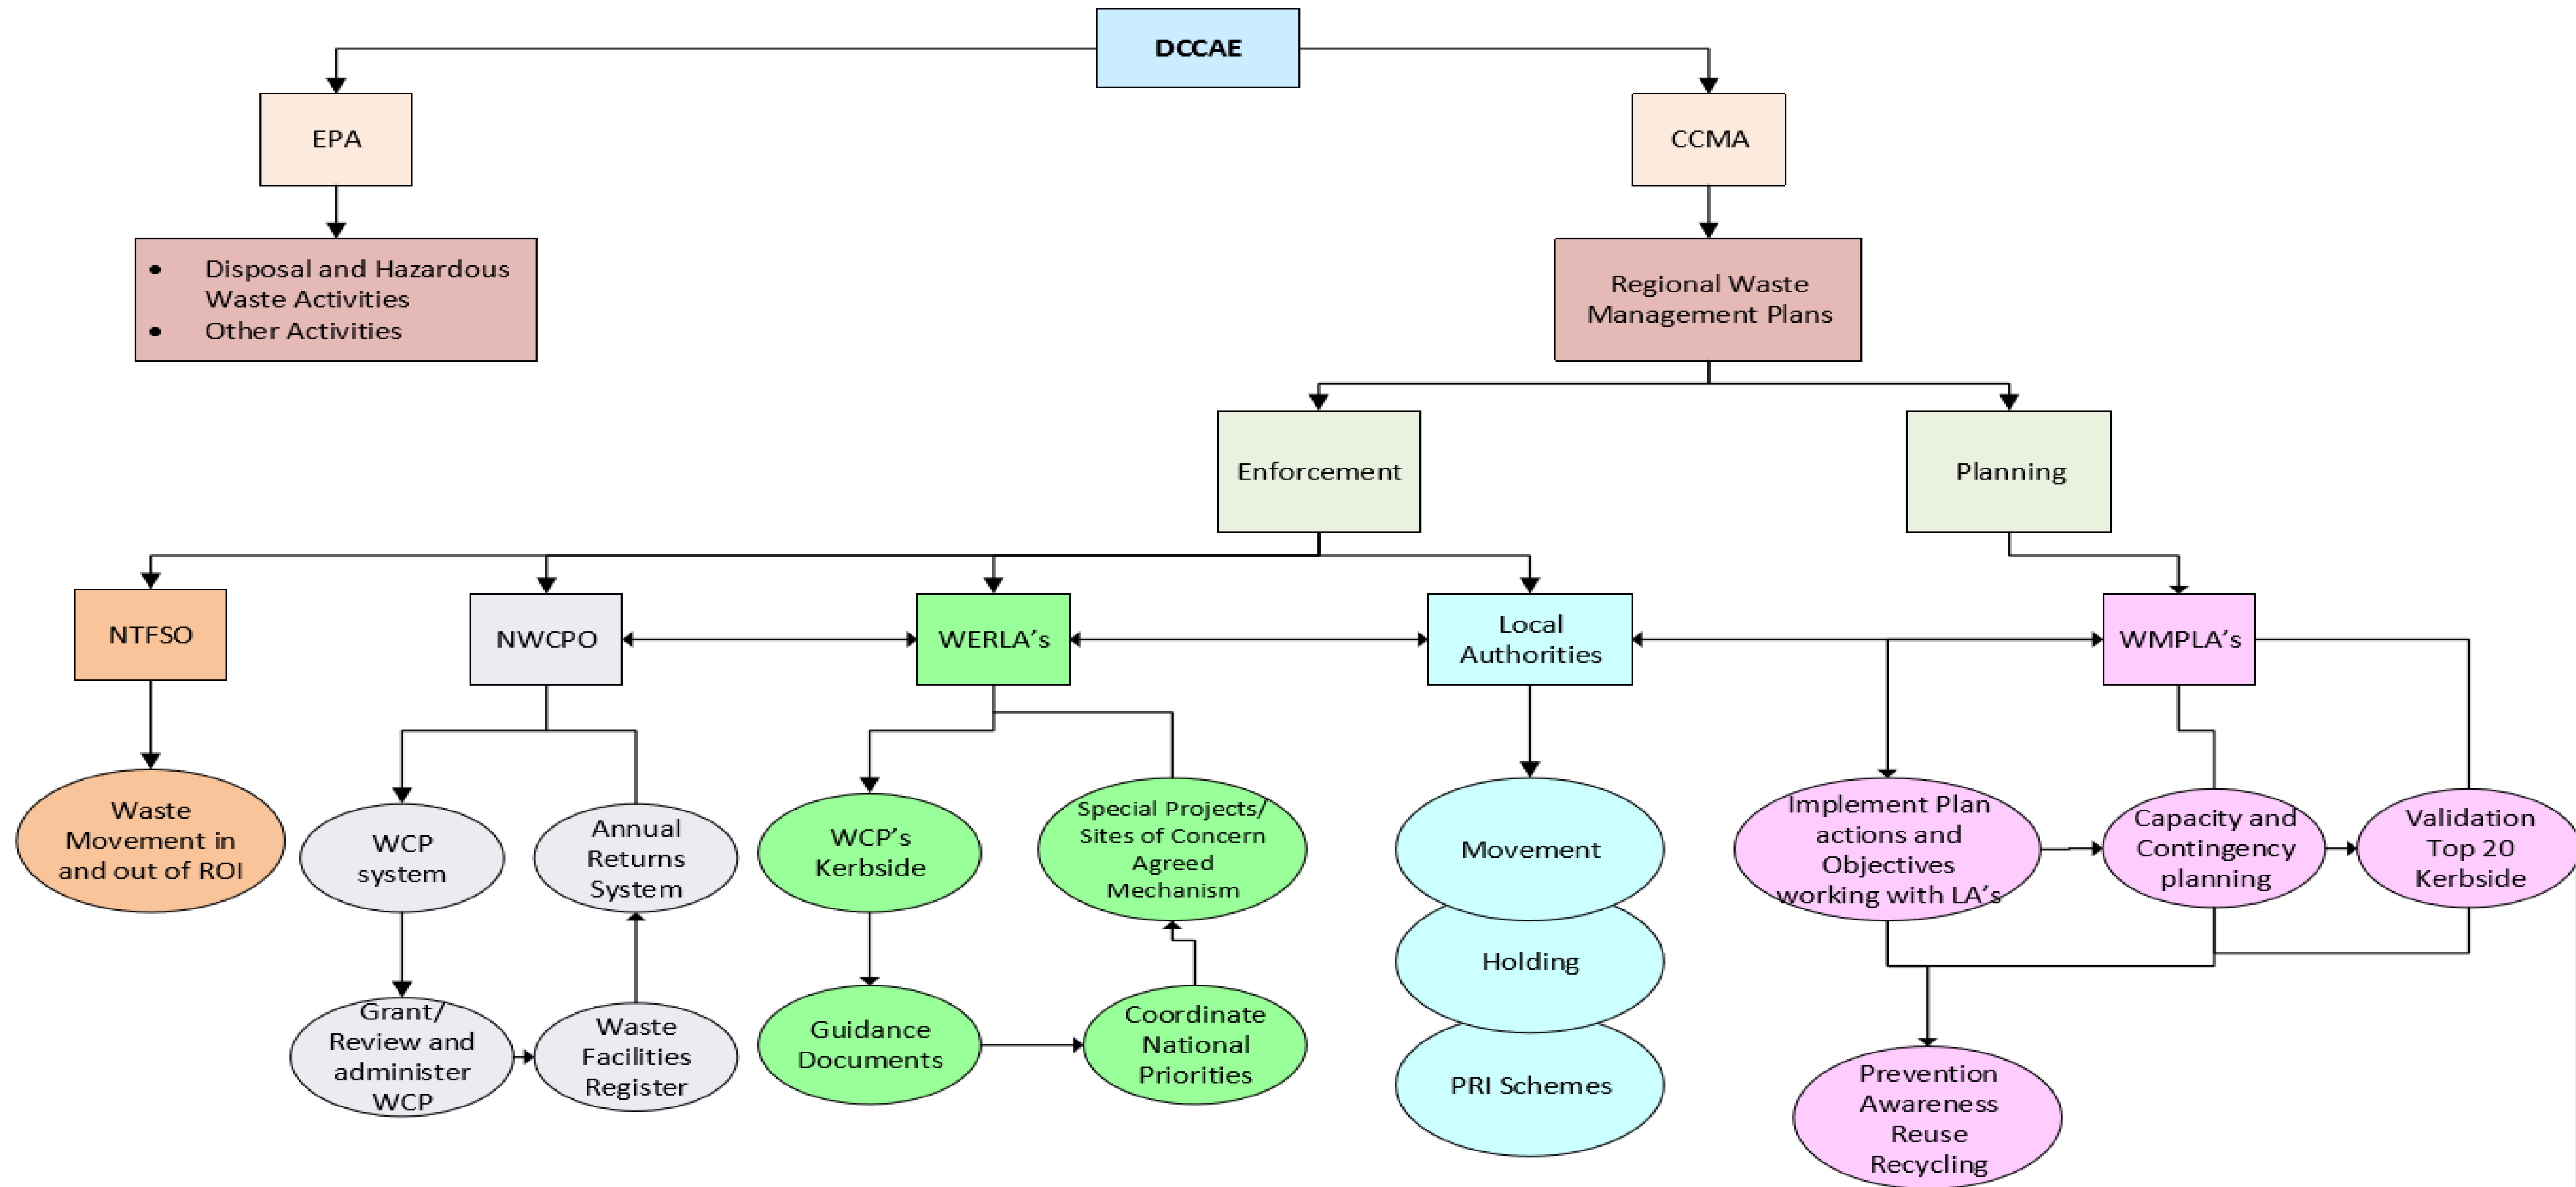 DCCAE
EPA
CCMA
• Disposal and Hazardous
Waste Activities
• Other Activities
Regional Waste
Management Plans
Enforcement
Planning
NTFSO
NWCPO
WERLA’s
Local
Authorities
WMPLA’s
Waste
Movement in
and out of ROI
WCP
system
Annual
Returns
System
WCP’s
Kerbside
Special Projects/
Sites of Concern
Agreed
Mechanism
Movement
Implement Plan
actions and
Objectives
working with LA’s
Capacity and
Contingency
planning
Validation
Top 20
Kerbside
Holding
Grant/
Review and
administer
WCP
Waste
Facilities
Register
Guidance
Documents
Coordinate
National
Priorities
PRI Schemes
Prevention
Awareness
Reuse
Recycling